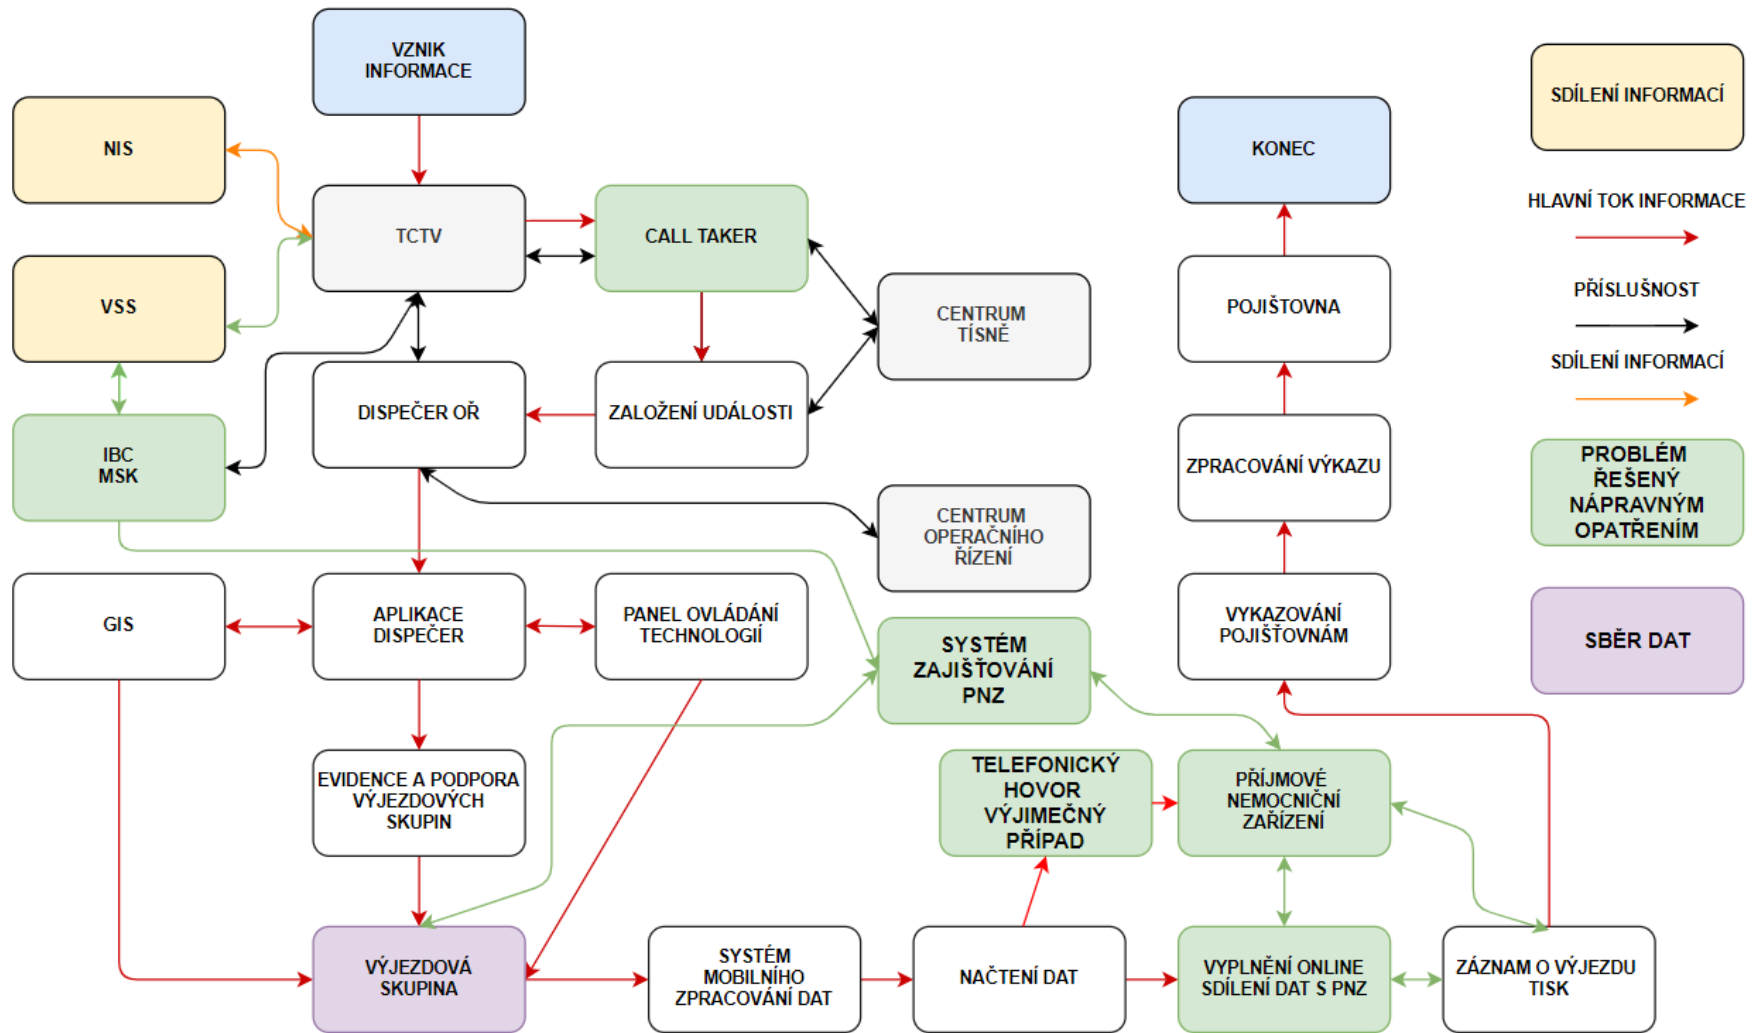 VZNIK
INFORMACE
NIS
TCTV
CALL TAKER
VSS
CENTRUM
TÍSNĚ
DISPEČER OŘ
ZALOŽENÍ UDÁLOSTI
IBC
MSK
CENTRUM
OPERAČNÍHO
ŘÍZENÍ
GIS
APLIKACE
DISPEČER
PANEL OVLÁDÁNÍ
TECHNOLOGIÍ
SYSTÉM
ZAJIŠŤOVÁNÍ
PNZ
EVIDENCE A PODPORA
VÝJEZDOVÝCH
SKUPIN
TELEFONICKÝ
HOVOR
VÝJIMEČNÝ
PŘÍPAD
PŘÍJMOVÉ
NEMOCNIČNÍ
ZAŘÍZENÍ
VÝJEZDOVÁ
SKUPINA
SYSTÉM
MOBILNÍHO
ZPRACOVÁNÍ DAT
NAČTENÍ DAT
VYPLNĚNÍ ONLINE
SDÍLENÍ DAT S PNZ
ZÁZNAM O VÝJEZDU
TISK
VYKAZOVÁNÍ
POJIŠŤOVNÁM
ZPRACOVÁNÍ VÝKAZU
POJIŠTOVNA
KONEC
SDÍLENÍ INFORMACÍ
HLAVNÍ TOK INFORMACE
PŘÍSLUŠNOST
SDÍLENÍ INFORMACÍ
PROBLÉM
ŘEŠENÝ
NÁPRAVNÝM
OPATŘENÍM
SBĚR DAT